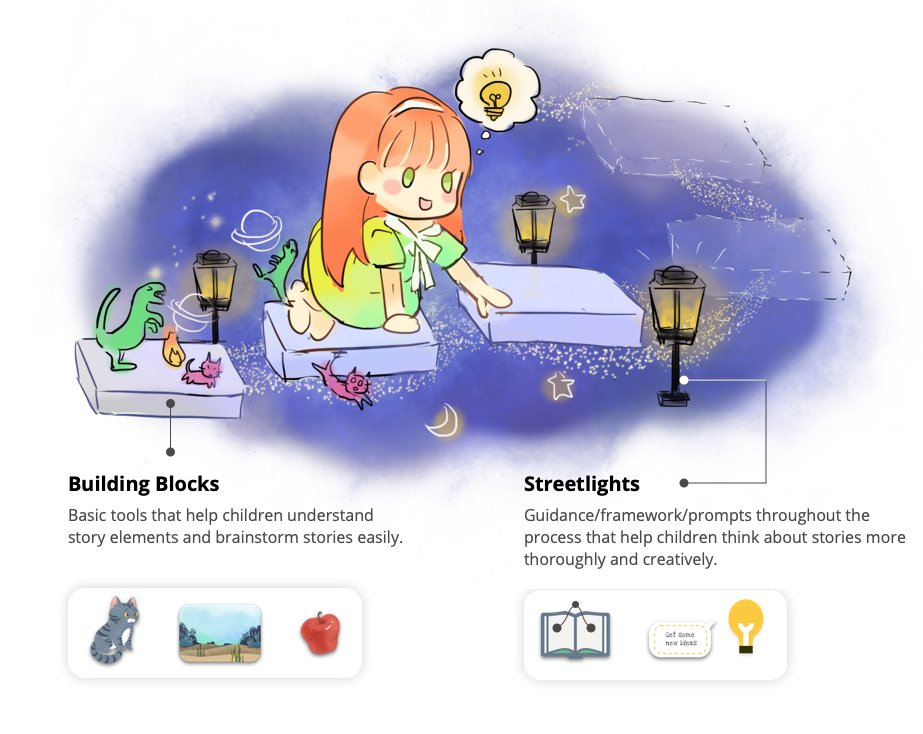 Building Blocks
Basic tools that help children understand
story elements and brainstorm stories easily.
Streetlights
Guidance/framework/prompts throughout the
process that help children think about stories more
thoroughly and creatively.
Get some
new ideas